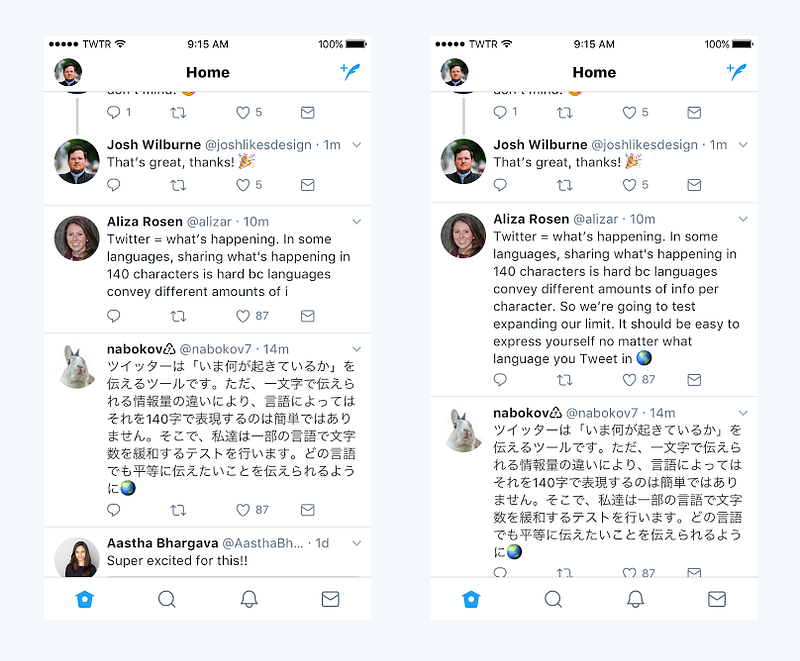 TWTR 9:15 AM 100%
Home
don't mind! 😊
1 5
Josh Wilburne @joshlikesdesign · 1m
That's great, thanks! 🎉
5
Aliza Rosen @alizar · 10m
Twitter = what's happening. In some
languages, sharing what's happening in
140 characters is hard bc languages
convey different amounts of i
87
nabokov♳ @nabokov7 · 14m
ツイッターは「いま何が起きているか」を
伝えるツールです。ただ、一文字で伝えら
れる情報量の違いにより、言語によっては
それを140字で表現するのは簡単ではあり
ません。そこで、私達は一部の言語で文字
数を緩和するテストを行います。どの言語
でも平等に伝えたいことを伝えられるよう
に🌏
87
Aastha Bhargava @AasthaBh... · 1d
Super excited for this!!
TWTR 9:15 AM 100%
Home
don't mind! 😊
1 5
Josh Wilburne @joshlikesdesign · 1m
That's great, thanks! 🎉
5
Aliza Rosen @alizar · 10m
Twitter = what's happening. In some
languages, sharing what's happening in
140 characters is hard bc languages
convey different amounts of info per
character. So we're going to test
expanding our limit. It should be easy to
express yourself no matter what
language you Tweet in 🌏
87
nabokov♳ @nabokov7 · 14m
ツイッターは「いま何が起きているか」を
伝えるツールです。ただ、一文字で伝えら
れる情報量の違いにより、言語によっては
それを140字で表現するのは簡単ではあり
ません。そこで、私達は一部の言語で文字
数を緩和するテストを行います。どの言語
でも平等に伝えたいことを伝えられるよう
に🌏
87